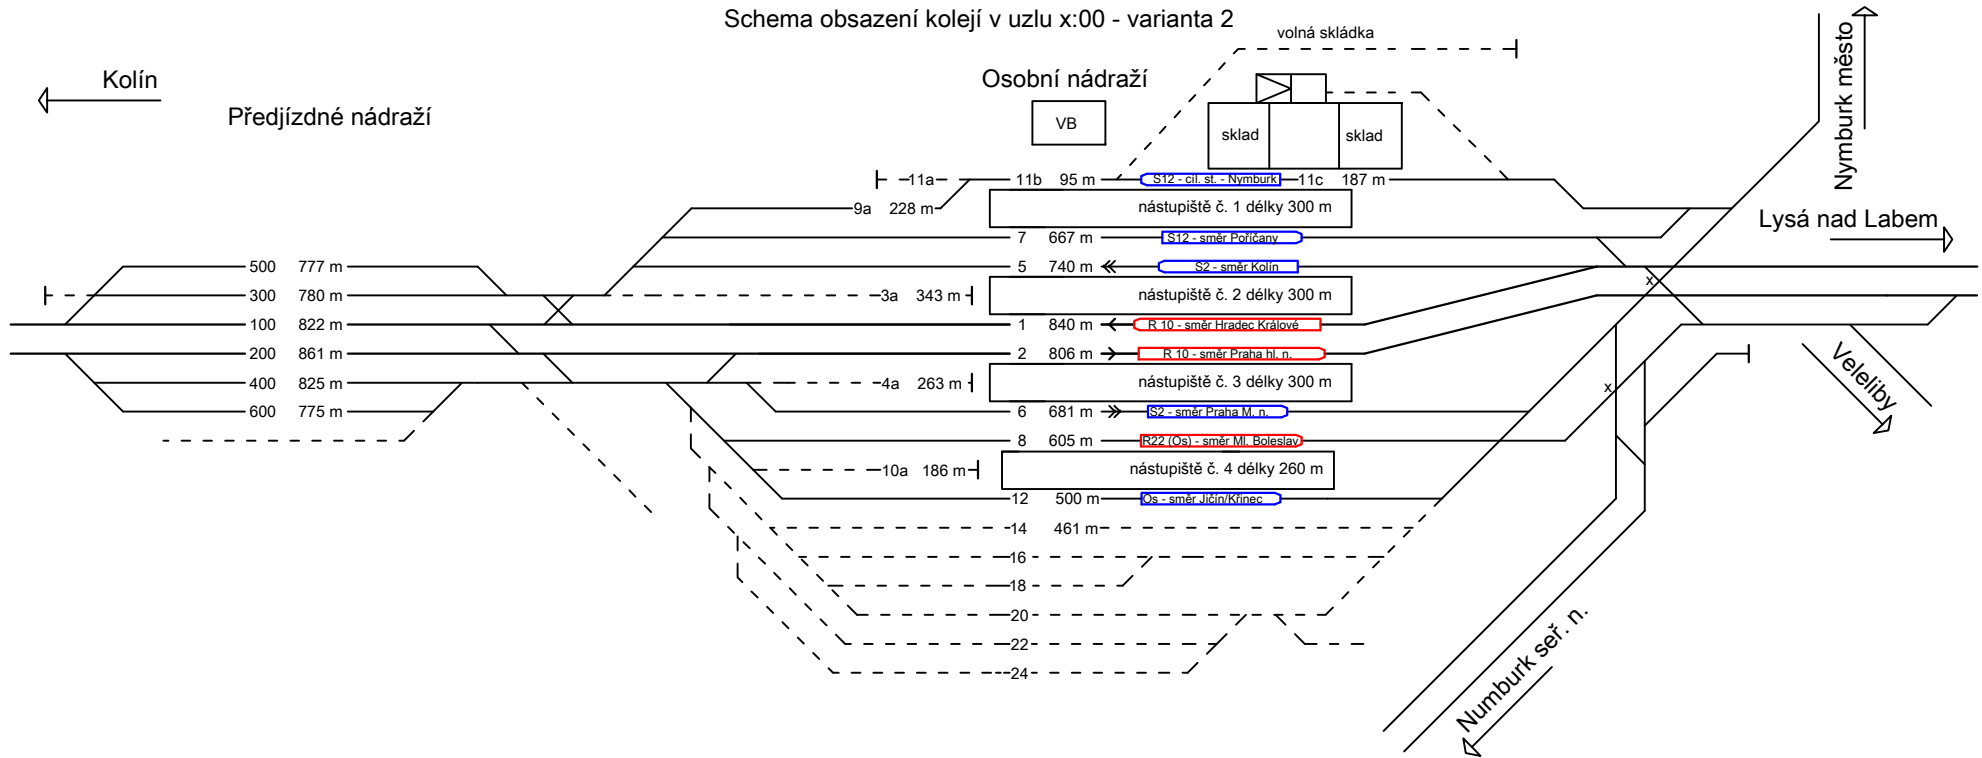 Schema obsazení kolejí v uzlu x:00 - varianta 2
volná skládka
Nymburk město
Kolín
Osobní nádraží
Předjízdné nádraží
VB
sklad
sklad
11a
11b 95 m
S12 - cíl. st. - Nymburk
11c 187 m
9a 228 m
nástupiště č. 1 délky 300 m
Lysá nad Labem
7 667 m
S12 - směr Poříčany
500 777 m
5 740 m
S2 - směr Kolín
x
300 780 m
3a 343 m
nástupiště č. 2 délky 300 m
100 822 m
1 840 m
R 10 - směr Hradec Králové
200 861 m
2 806 m
R 10 - směr Praha hl. n.
Veleliby
400 825 m
4a 263 m
nástupiště č. 3 délky 300 m
x
600 775 m
6 681 m
S2 - směr Praha M. n.
8 605 m
R22 (Os) - směr Ml. Boleslav
10a 186 m
nástupiště č. 4 délky 260 m
12 500 m
Os - směr Jičín/Křinec
14 461 m
16
18
20
22
24
Numburk seř. n.